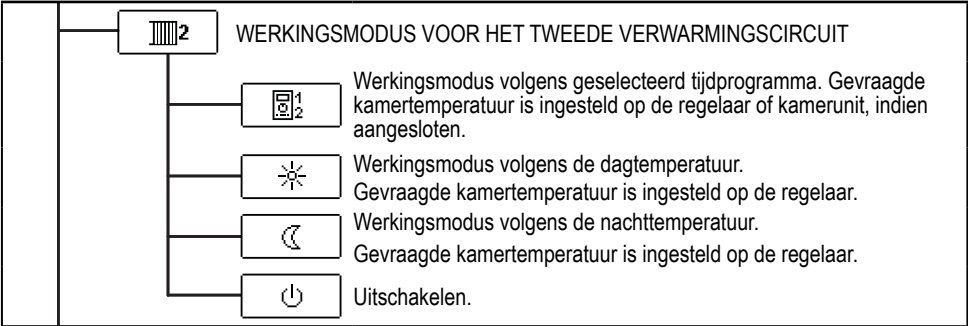 2 WERKINGSMODUS VOOR HET TWEEDE VERWARMINGSCIRCUIT
Werkingsmodus volgens geselecteerd tijdprogramma. Gevraagde
1
2
kamertemperatuur is ingesteld op de regelaar of kamerunit, indien
aangesloten.
Werkingsmodus volgens de dagtemperatuur.
Gevraagde kamertemperatuur is ingesteld op de regelaar.
Werkingsmodus volgens de nachttemperatuur.
Gevraagde kamertemperatuur is ingesteld op de regelaar.
Uitschakelen.